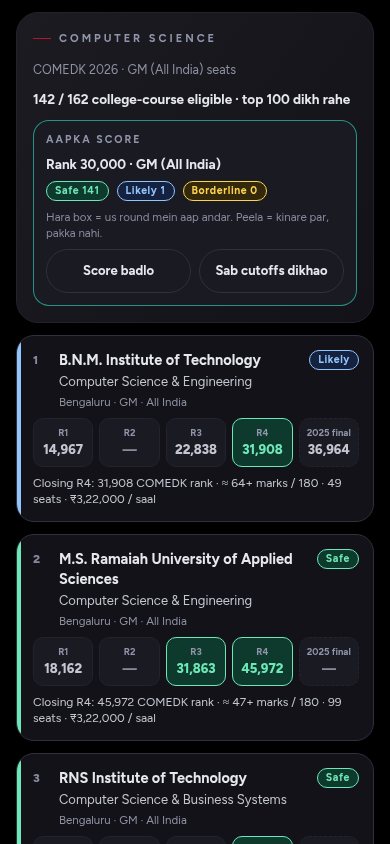 COMPUTER SCIENCE
COMEDK 2026 · GM (All India) seats
142 / 162 college-course eligible · top 100 dikh rahe
AAPKA SCORE
Rank 30,000 · GM (All India)
Safe 141 Likely 1 Borderline 0
Hara box = us round mein aap andar. Peela = kinare par,
pakka nahi.
Score badlo Sab cutoffs dikhao
1 B.N.M. Institute of Technology Likely
Computer Science & Engineering
Bengaluru · GM · All India
R1 R2 R3 R4 2025 final
14,967 — 22,838 31,908 36,964
Closing R4: 31,908 COMEDK rank · ≈ 64+ marks / 180 · 49
seats · ₹3,22,000 / saal
2 M.S. Ramaiah University of Applied Safe
Sciences
Computer Science & Engineering
Bengaluru · GM · All India
R1 R2 R3 R4 2025 final
18,162 — 31,863 45,972 —
Closing R4: 45,972 COMEDK rank · ≈ 47+ marks / 180 · 99
seats · ₹3,22,000 / saal
3 RNS Institute of Technology Safe
Computer Science & Business Systems
Bengaluru · GM · All India